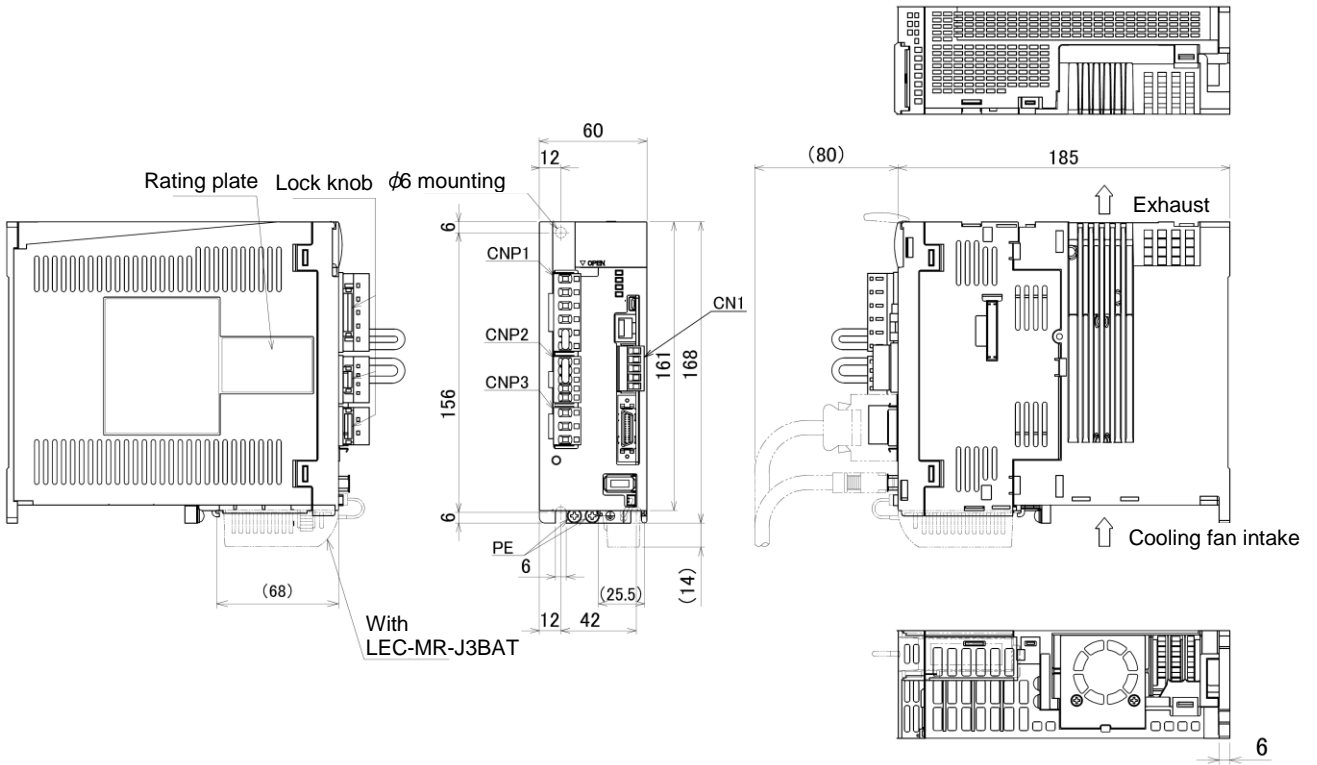 60
12
(80)
185
Rating plate
Lock knob
ϕ6 mounting
Exhaust
6
CNP1
▽ OPEN
CN1
CNP2
161
168
CNP3
156
6
PE
6
Cooling fan intake
(68)
(25.5)
(14)
12
42
With
LEC-MR-J3BAT
6